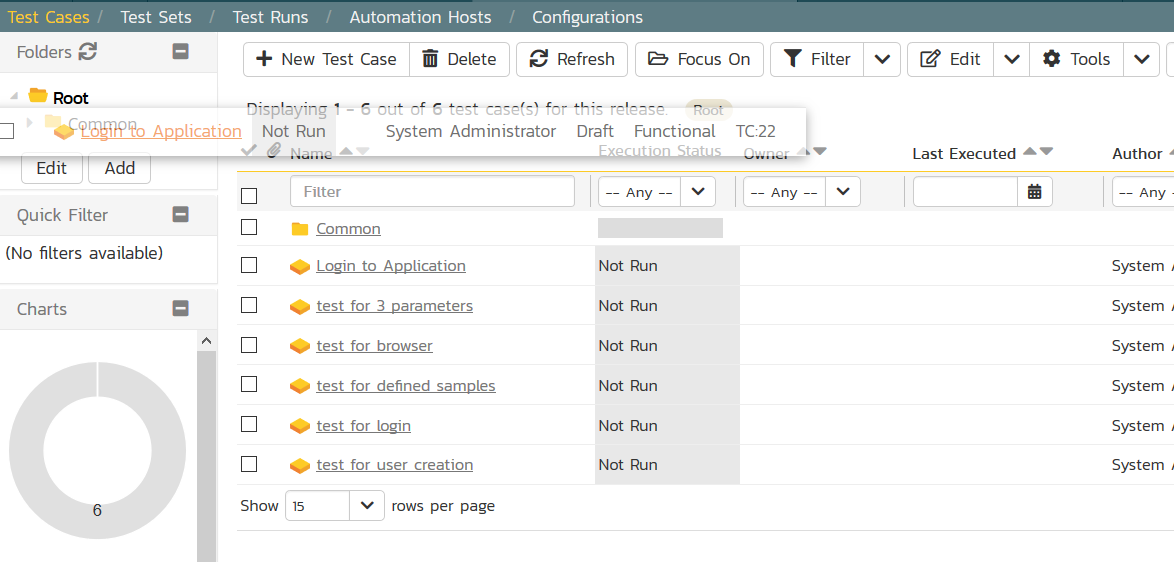 Test Cases / Test Sets / Test Runs / Automation Hosts / Configurations
Folders
Root
Common
Edit Add
Quick Filter
(No filters available)
Charts
6
New Test Case Delete Refresh Focus On Filter Edit Tools
Displaying 1 - 6 out of 6 test case(s) for this release. Root
Login to Application Not Run System Administrator Draft Functional TC:22
Name Execution Status Owner Last Executed Author
Filter -- Any -- -- Any -- -- Any
Common
Login to Application Not Run System
test for 3 parameters Not Run System
test for browser Not Run System
test for defined samples Not Run System
test for login Not Run System
test for user creation Not Run System
Show 15 rows per page